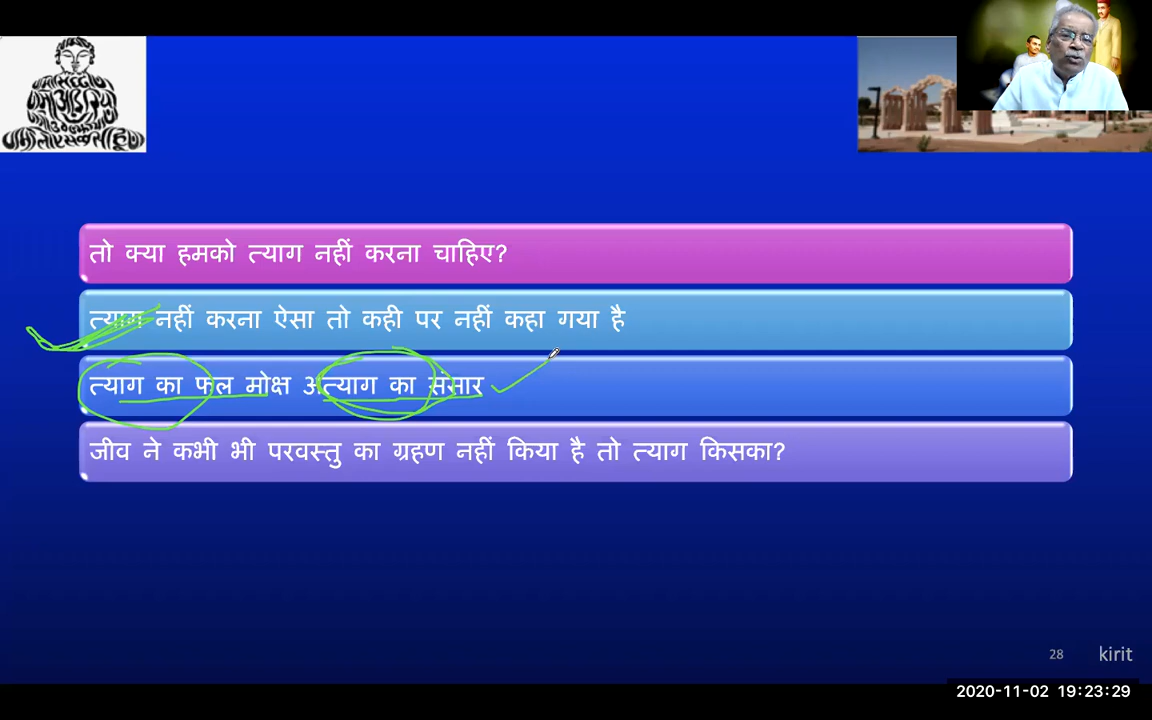 तो क्या हमको त्याग नहीं करना चाहिए?
त्याग नहीं करना ऐसा तो कही पर नहीं कहा गया है
त्याग का फल मोक्ष अत्याग का संसार
जीव ने कभी भी परवस्तु का ग्रहण नहीं किया है तो त्याग किसका?
28 kirit
2020-11-02 19:23:29